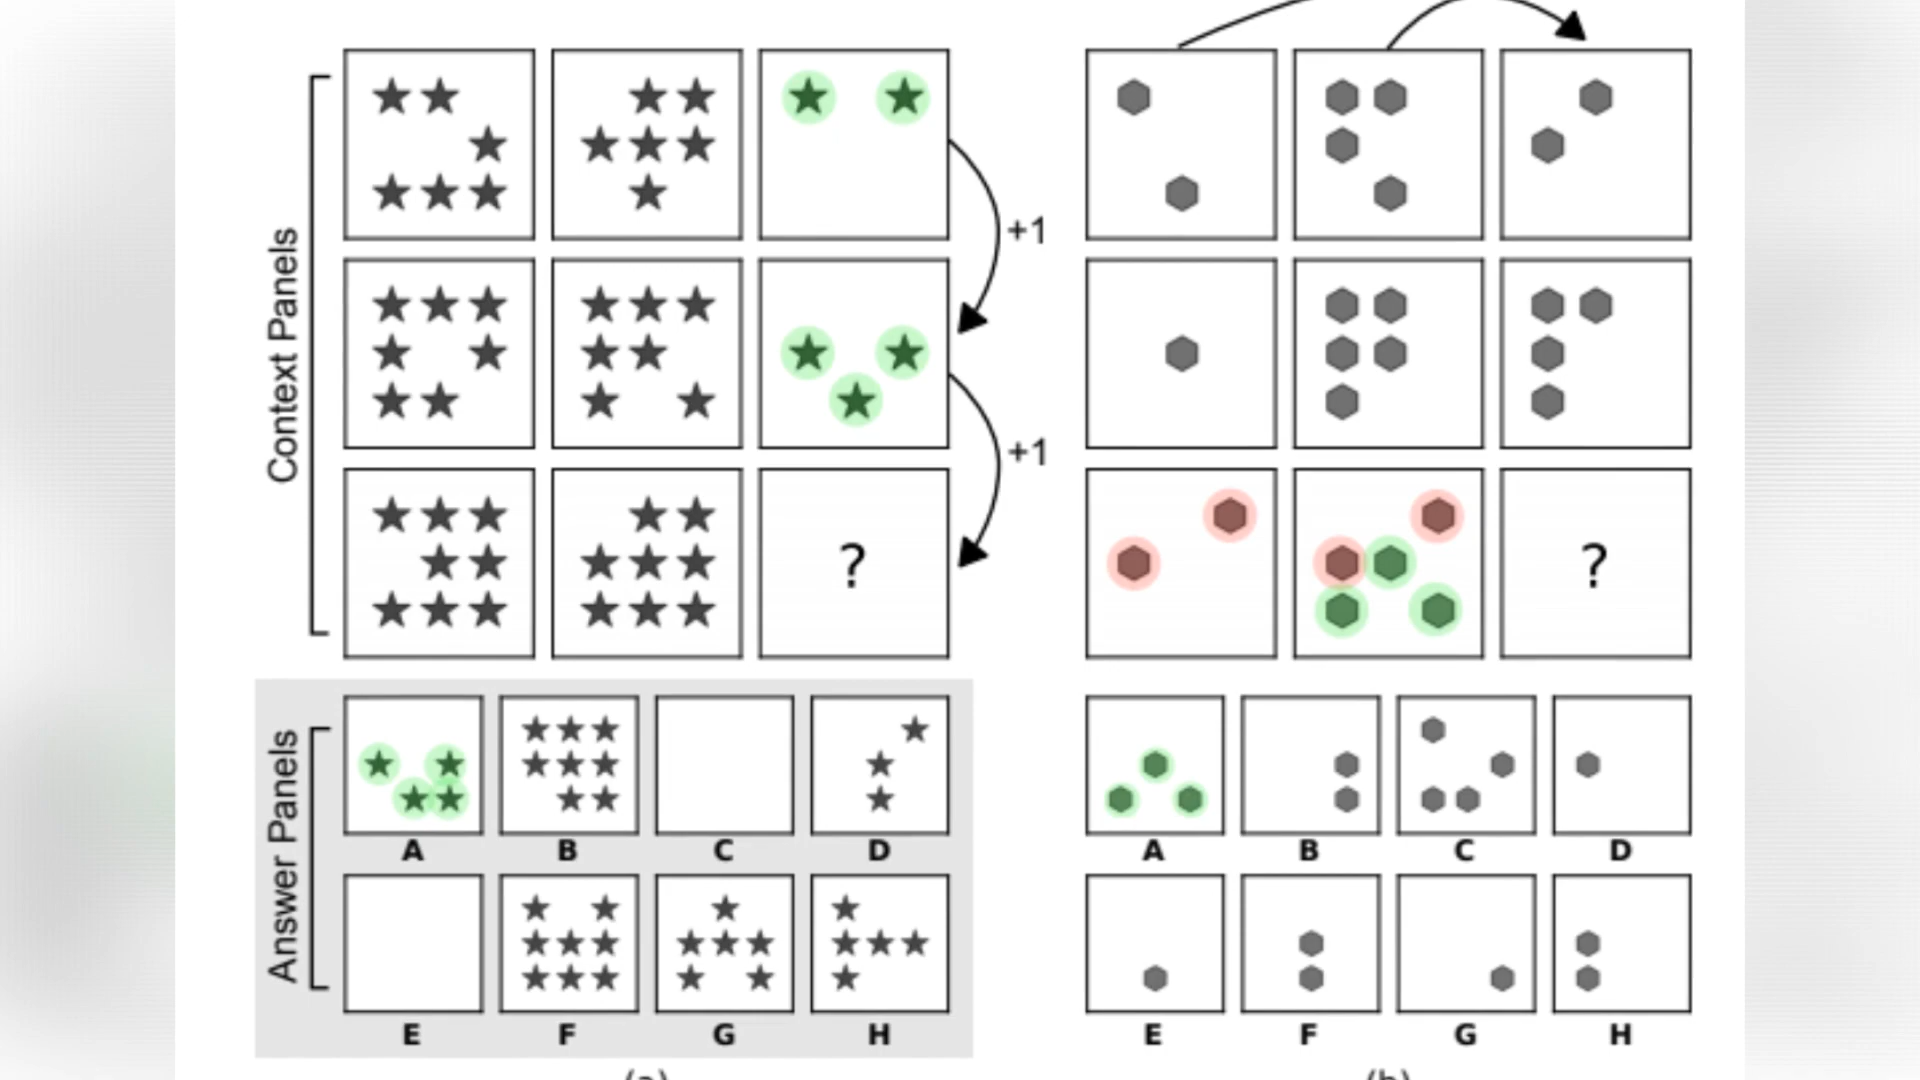 Context Panels
+1
+1
?
?
Answer Panels
A B C D
E F G H
A B C D
E F G H
(a)
(b)